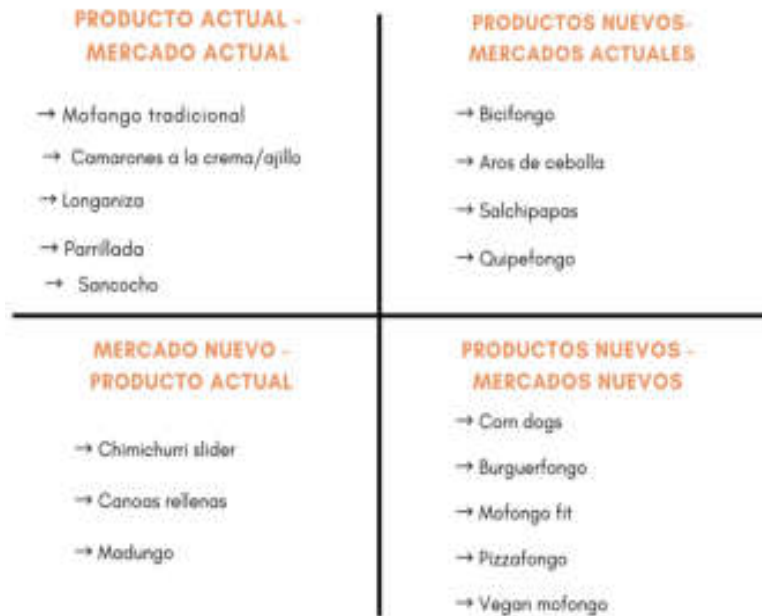 PRODUCTO ACTUAL -
MERCADO ACTUAL
→ Mofongo tradicional
→ Camarones a la crema/ajillo
→ Longaniza
→ Parrillada
→ Sancocho
PRODUCTOS NUEVOS-
MERCADOS ACTUALES
→ Bicifongo
→ Aros de cebolla
→ Salchipapas
→ Quipefongo
MERCADO NUEVO -
PRODUCTO ACTUAL
→ Chimichurri slider
→ Canoas rellenas
→ Madungo
PRODUCTOS NUEVOS -
MERCADOS NUEVOS
→ Corn dogs
→ Burguerfongo
→ Mofongo fit
→ Pizzafongo
→ Vegan mofongo